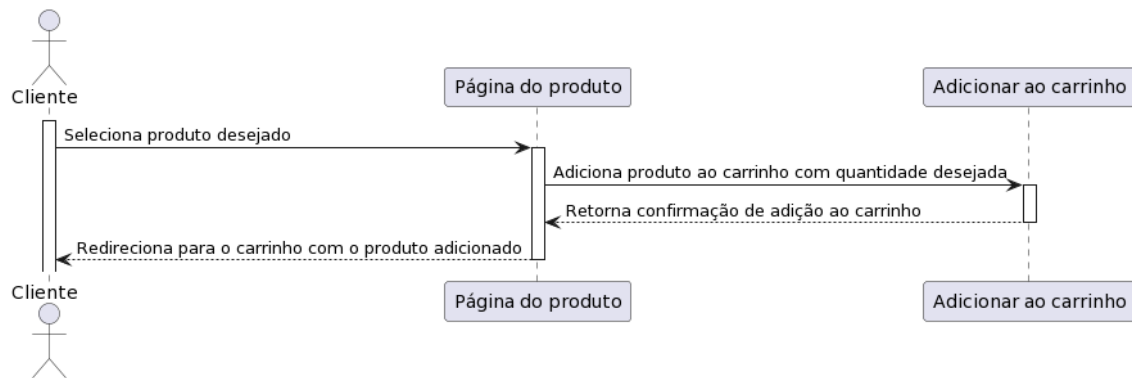 Cliente
Página do produto
Adicionar ao carrinho
Seleciona produto desejado
Adiciona produto ao carrinho com quantidade desejada
Retorna confirmação de adição ao carrinho
Redireciona para o carrinho com o produto adicionado
Cliente
Página do produto
Adicionar ao carrinho